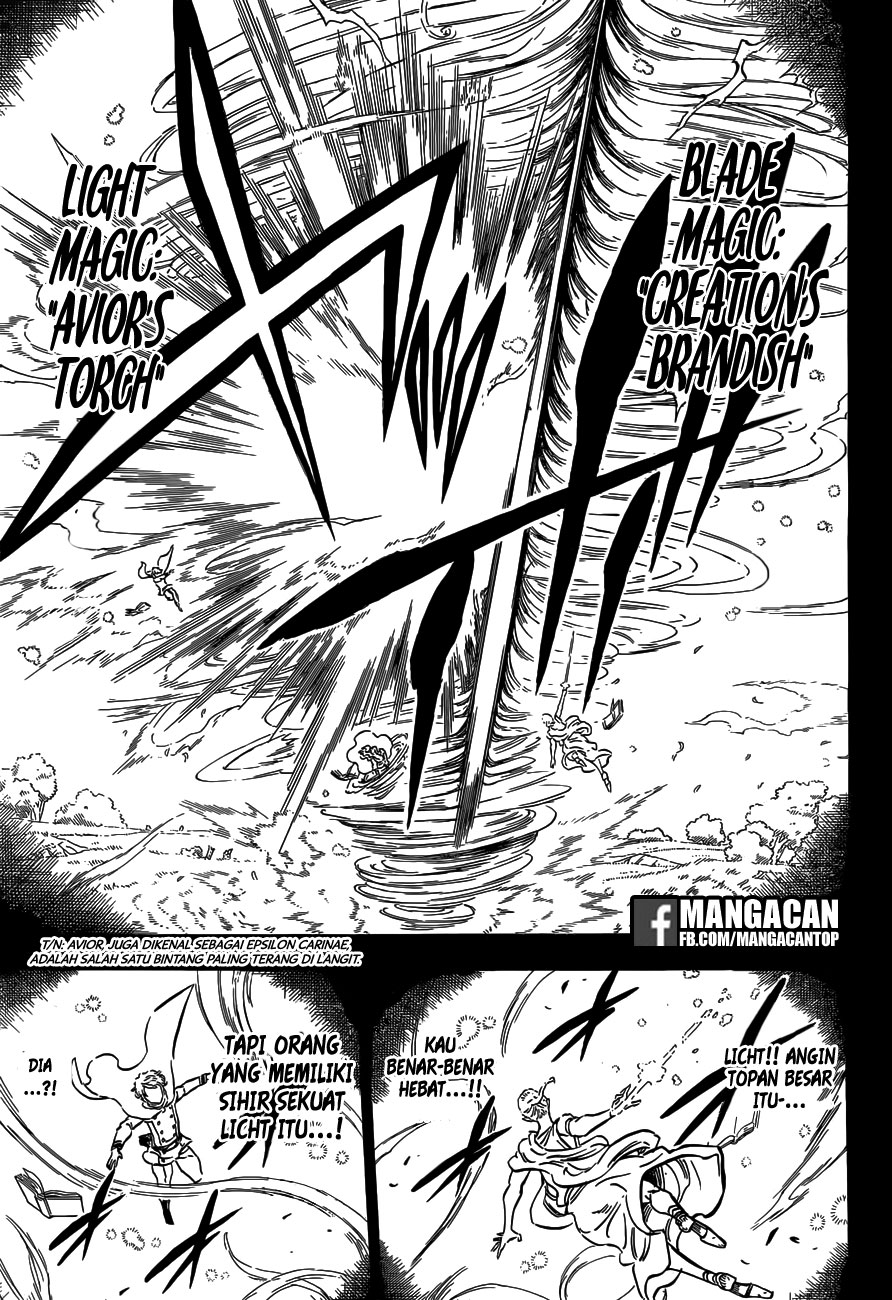 BLADE
MAGIC:
"CREATION'S
BRANDISH"
LIGHT
MAGIC:
"AVIOR'S
TORCH"
MANGACAN
FB.COM/MANGACANTOP
T/N: AVIOR, JUGA DIKENAL SEBAGAI EPSILON CARINAE,
ADALAH SALAH SATU BINTANG PALING TERANG DI LANGIT.
LICHT!! ANGIN
TOPAN BESAR
ITU-...
KAU
BENAR-BENAR
HEBAT...!!
TAPI ORANG
YANG MEMILIKI
SIHIR SEKUAT
LICHT ITU...!
DIA
...?!